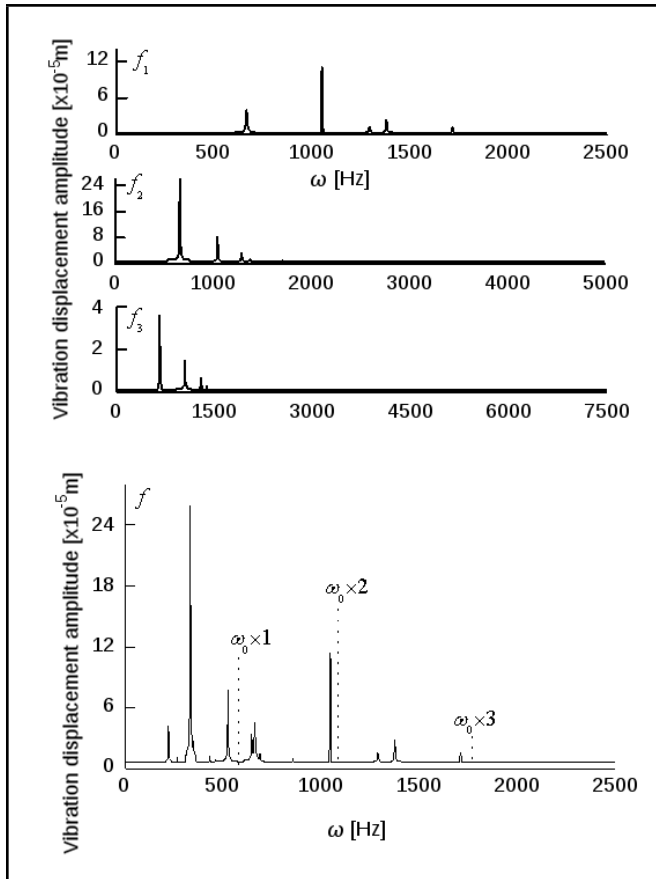 Vibration displacement amplitude [x10⁻⁵m]
f₁
12
6
0
0 500 1000 1500 2000 2500
ω [Hz]
f₂
24
16
8
0
0 1000 2000 3000 4000 5000
f₃
4
2
0
0 1500 3000 4500 6000 7500
Vibration displacement amplitude [x10⁻⁵m]
f
24
18
12
6
0
ω₀×1
ω₀×2
ω₀×3
0 500 1000 1500 2000 2500
ω [Hz]